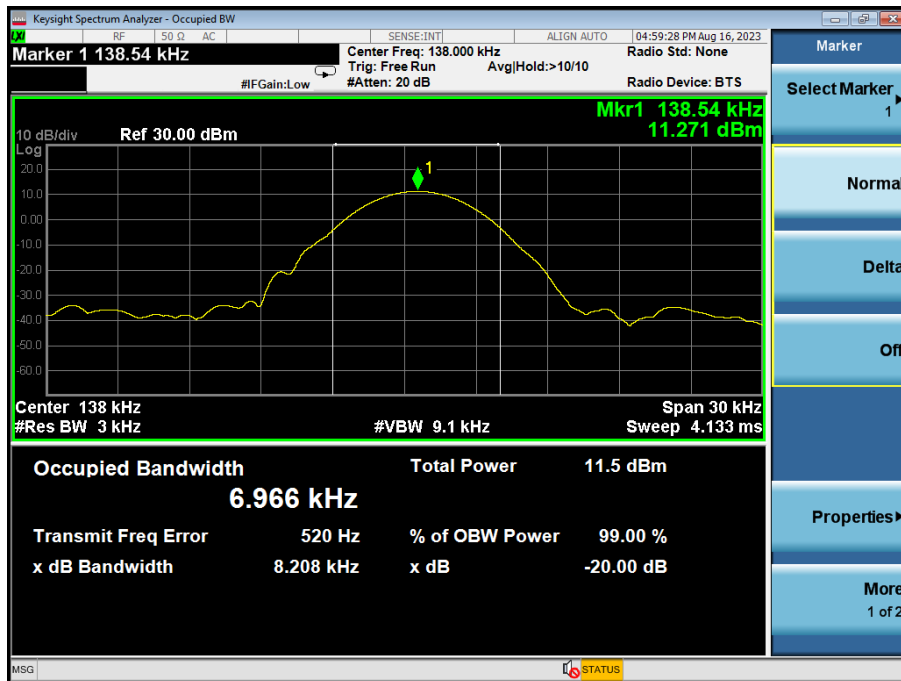 Keysight Spectrum Analyzer - Occupied BW
LXI RF 50 Ω AC SENSE:INT ALIGN AUTO 04:59:28 PM Aug 16, 2023
Marker 1 138.54 kHz
Center Freq: 138.000 kHz Radio Std: None
Trig: Free Run Avg|Hold:>10/10
#IFGain:Low #Atten: 20 dB Radio Device: BTS
Mkr1 138.54 kHz
11.271 dBm
10 dB/div Ref 30.00 dBm
Log
20.0
1
10.0
0.00
-10.0
-20.0
-30.0
-40.0
-50.0
-60.0
Center 138 kHz Span 30 kHz
#Res BW 3 kHz #VBW 9.1 kHz Sweep 4.133 ms
Occupied Bandwidth Total Power 11.5 dBm
6.966 kHz
Transmit Freq Error 520 Hz % of OBW Power 99.00 %
x dB Bandwidth 8.208 kHz x dB -20.00 dB
Marker
Select Marker
1
Normal
Delta
Off
Properties
More
1 of 2
MSG STATUS